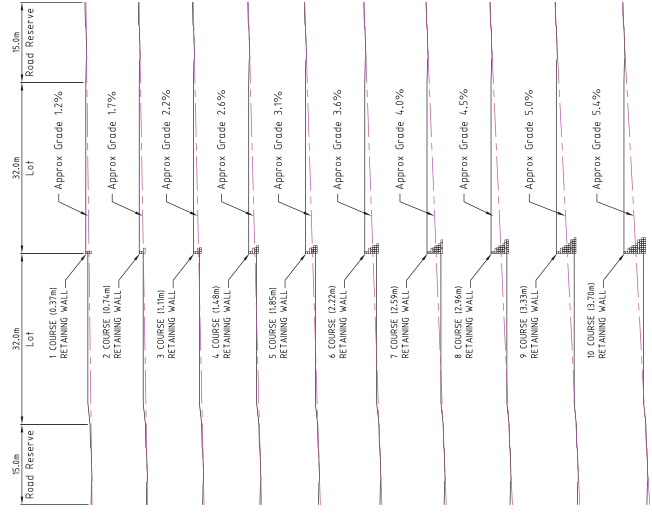 15.0m
Road Reserve
32.0m
Lot
32.0m
Lot
15.0m
Road Reserve
Approx Grade 1.2%
1 COURSE (0.37m)
RETAINING WALL
Approx Grade 1.7%
2 COURSE (0.74m)
RETAINING WALL
Approx Grade 2.2%
3 COURSE (1.11m)
RETAINING WALL
Approx Grade 2.6%
4 COURSE (1.48m)
RETAINING WALL
Approx Grade 3.1%
5 COURSE (1.85m)
RETAINING WALL
Approx Grade 3.6%
6 COURSE (2.22m)
RETAINING WALL
Approx Grade 4.0%
7 COURSE (2.59m)
RETAINING WALL
Approx Grade 4.5%
8 COURSE (2.96m)
RETAINING WALL
Approx Grade 5.0%
9 COURSE (3.33m)
RETAINING WALL
Approx Grade 5.4%
10 COURSE (3.70m)
RETAINING WALL